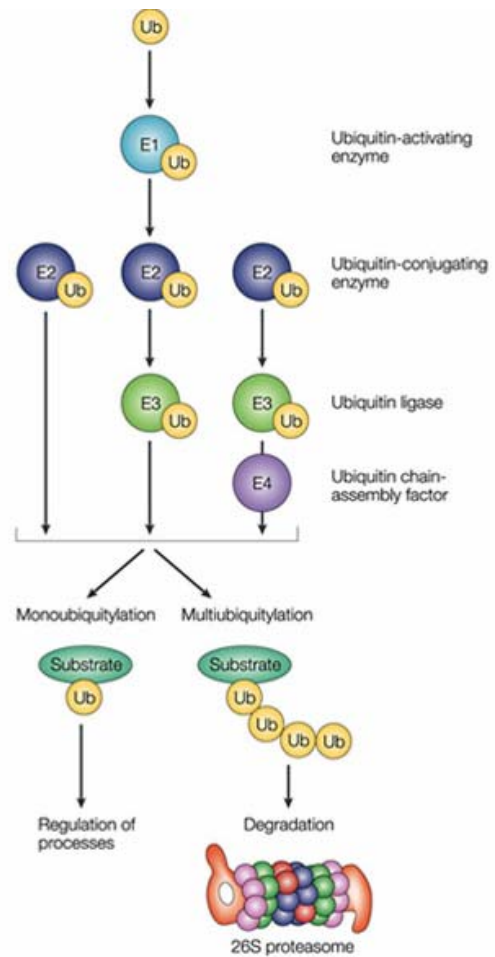 Ub
E1
Ub
Ubiquitin-activating
enzyme
E2
Ub
E2
Ub
E2
Ub
Ubiquitin-conjugating
enzyme
E3
Ub
E3
Ub
Ubiquitin ligase
E4
Ubiquitin chain-
assembly factor
Monoubiquitylation
Multiubiquitylation
Substrate
Ub
Substrate
Ub
Ub
Ub
Ub
Regulation of
processes
Degradation
26S proteasome